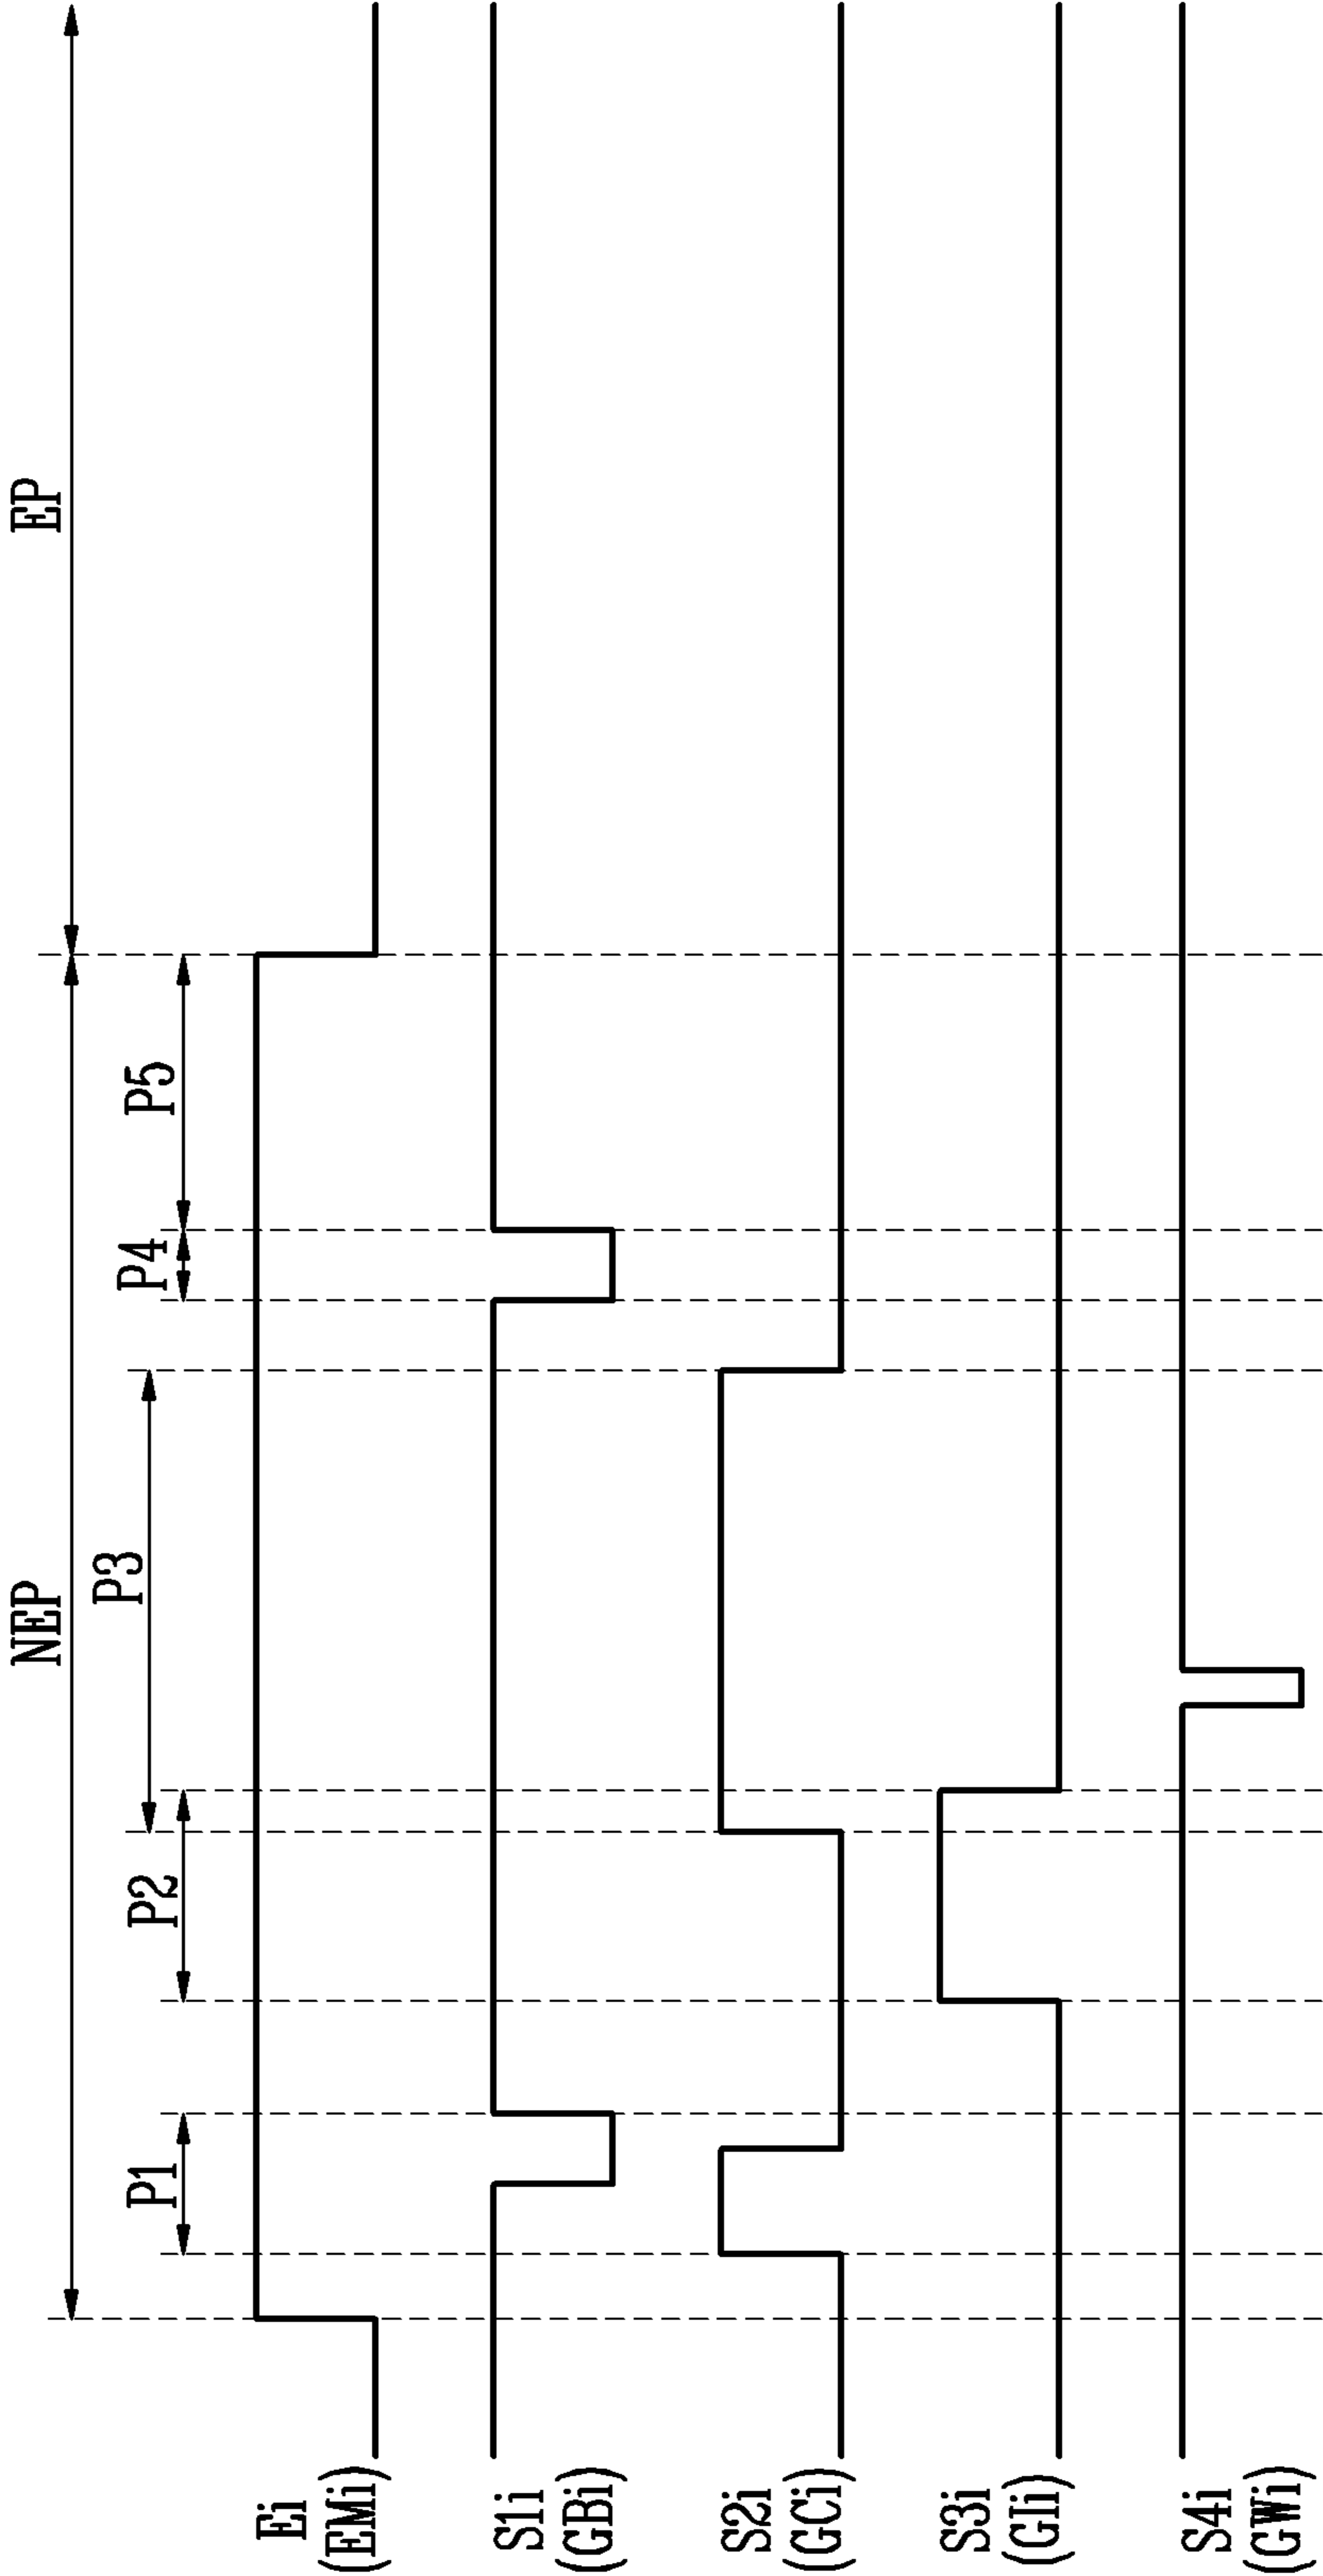 NEP
EP
P1
P2
P3
P4
P5
Ei
(EMi)
S1i
(GBi)
S2i
(GCi)
S3i
(GIi)
S4i
(GWi)